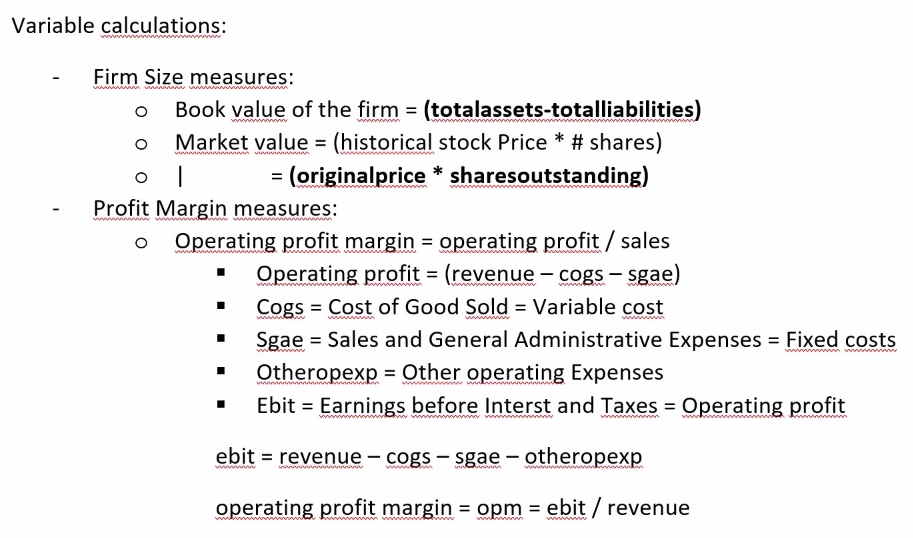 Variable calculations:
- Firm Size measures:
o Book value of the firm = (totalassets-totalliabilities)
o Market value = (historical stock Price * # shares)
o | = (originalprice * sharesoutstanding)
- Profit Margin measures:
o Operating profit margin = operating profit / sales
▪ Operating profit = (revenue – cogs – sgae)
▪ Cogs = Cost of Good Sold = Variable cost
▪ Sgae = Sales and General Administrative Expenses = Fixed costs
▪ Otheropexp = Other operating Expenses
▪ Ebit = Earnings before Interst and Taxes = Operating profit
ebit = revenue – cogs – sgae – otheropexp
operating profit margin = opm = ebit / revenue